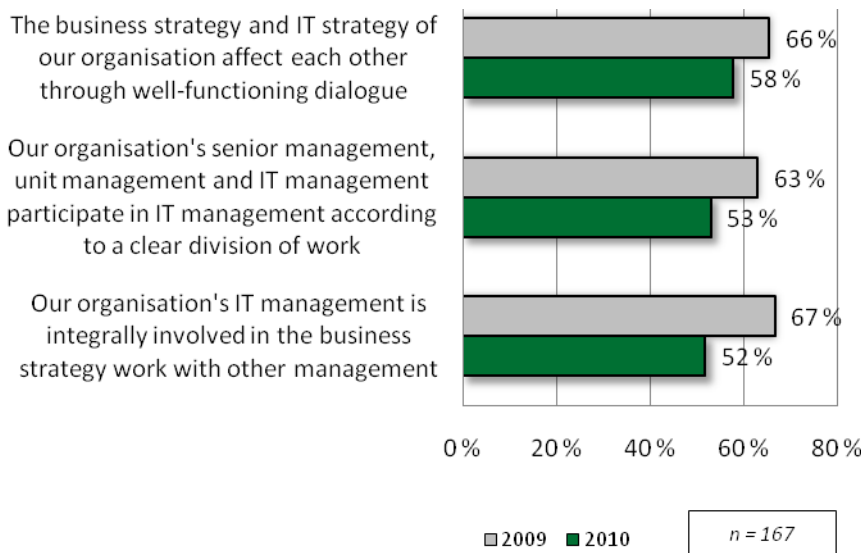 The business strategy and IT strategy of
our organisation affect each other
through well-functioning dialogue
66 %
58 %
Our organisation's senior management,
unit management and IT management
participate in IT management according
to a clear division of work
63 %
53 %
Our organisation's IT management is
integrally involved in the business
strategy work with other management
67 %
52 %
0 % 20 % 40 % 60 % 80 %
2009 2010 n = 167